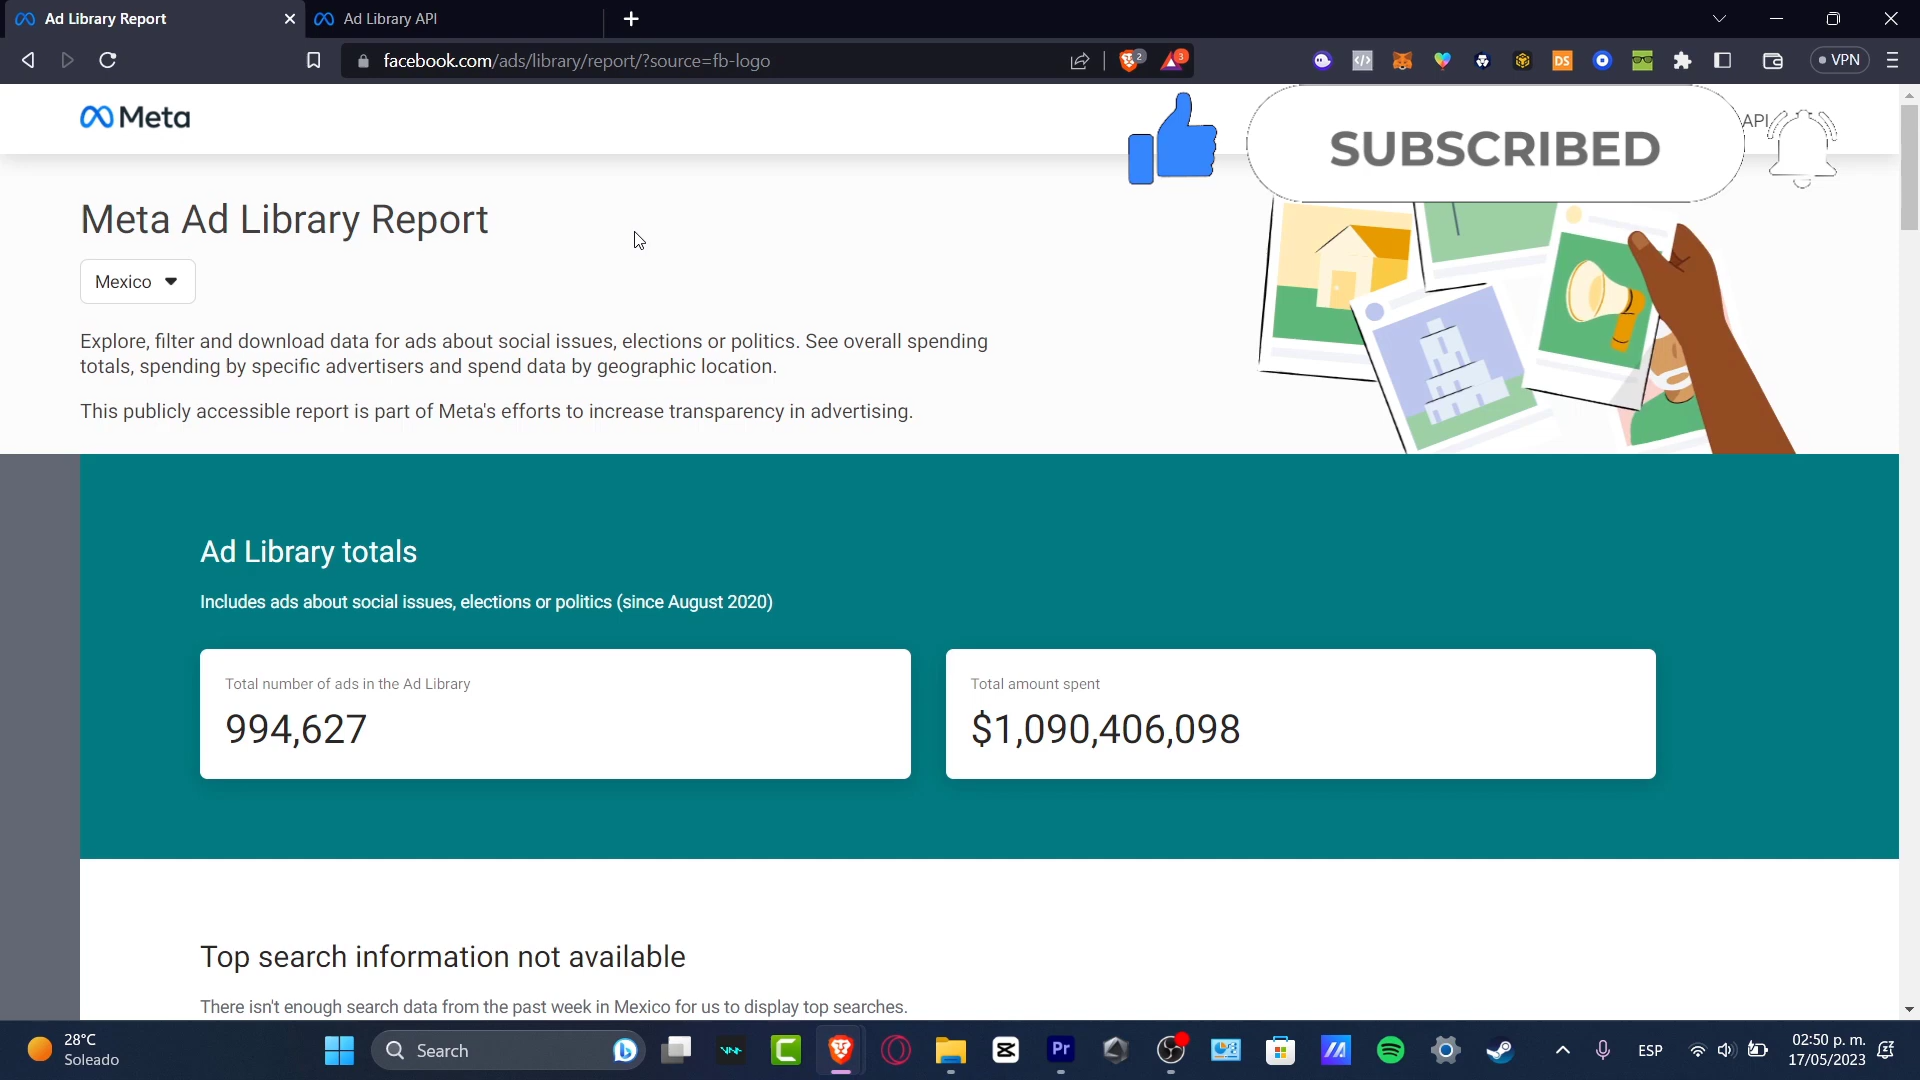 Ad Library Report
Ad Library API
facebook.com/ads/library/report/?source=fb-logo
2
3
DS
VPN
Meta
SUBSCRIBED
API
Meta Ad Library Report
Mexico
Explore, filter and download data for ads about social issues, elections or politics. See overall spending
totals, spending by specific advertisers and spend data by geographic location.
This publicly accessible report is part of Meta's efforts to increase transparency in advertising.
Ad Library totals
Includes ads about social issues, elections or politics (since August 2020)
Total number of ads in the Ad Library
994,627
Total amount spent
$1,090,406,098
Top search information not available
There isn't enough search data from the past week in Mexico for us to display top searches.
28°C
Soleado
Search
Pr
ESP
02:50 p. m.
17/05/2023